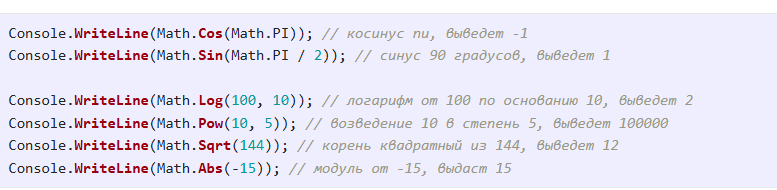 Console.WriteLine(Math.Cos(Math.PI)); // косинус пи, выведет -1
Console.WriteLine(Math.Sin(Math.PI / 2)); // синус 90 градусов, выведет 1
Console.WriteLine(Math.Log(100, 10)); // логарифм от 100 по основанию 10, выведет 2
Console.WriteLine(Math.Pow(10, 5)); // возведение 10 в степень 5, выведет 100000
Console.WriteLine(Math.Sqrt(144)); // корень квадратный из 144, выведет 12
Console.WriteLine(Math.Abs(-15)); // модуль от -15, выдаст 15